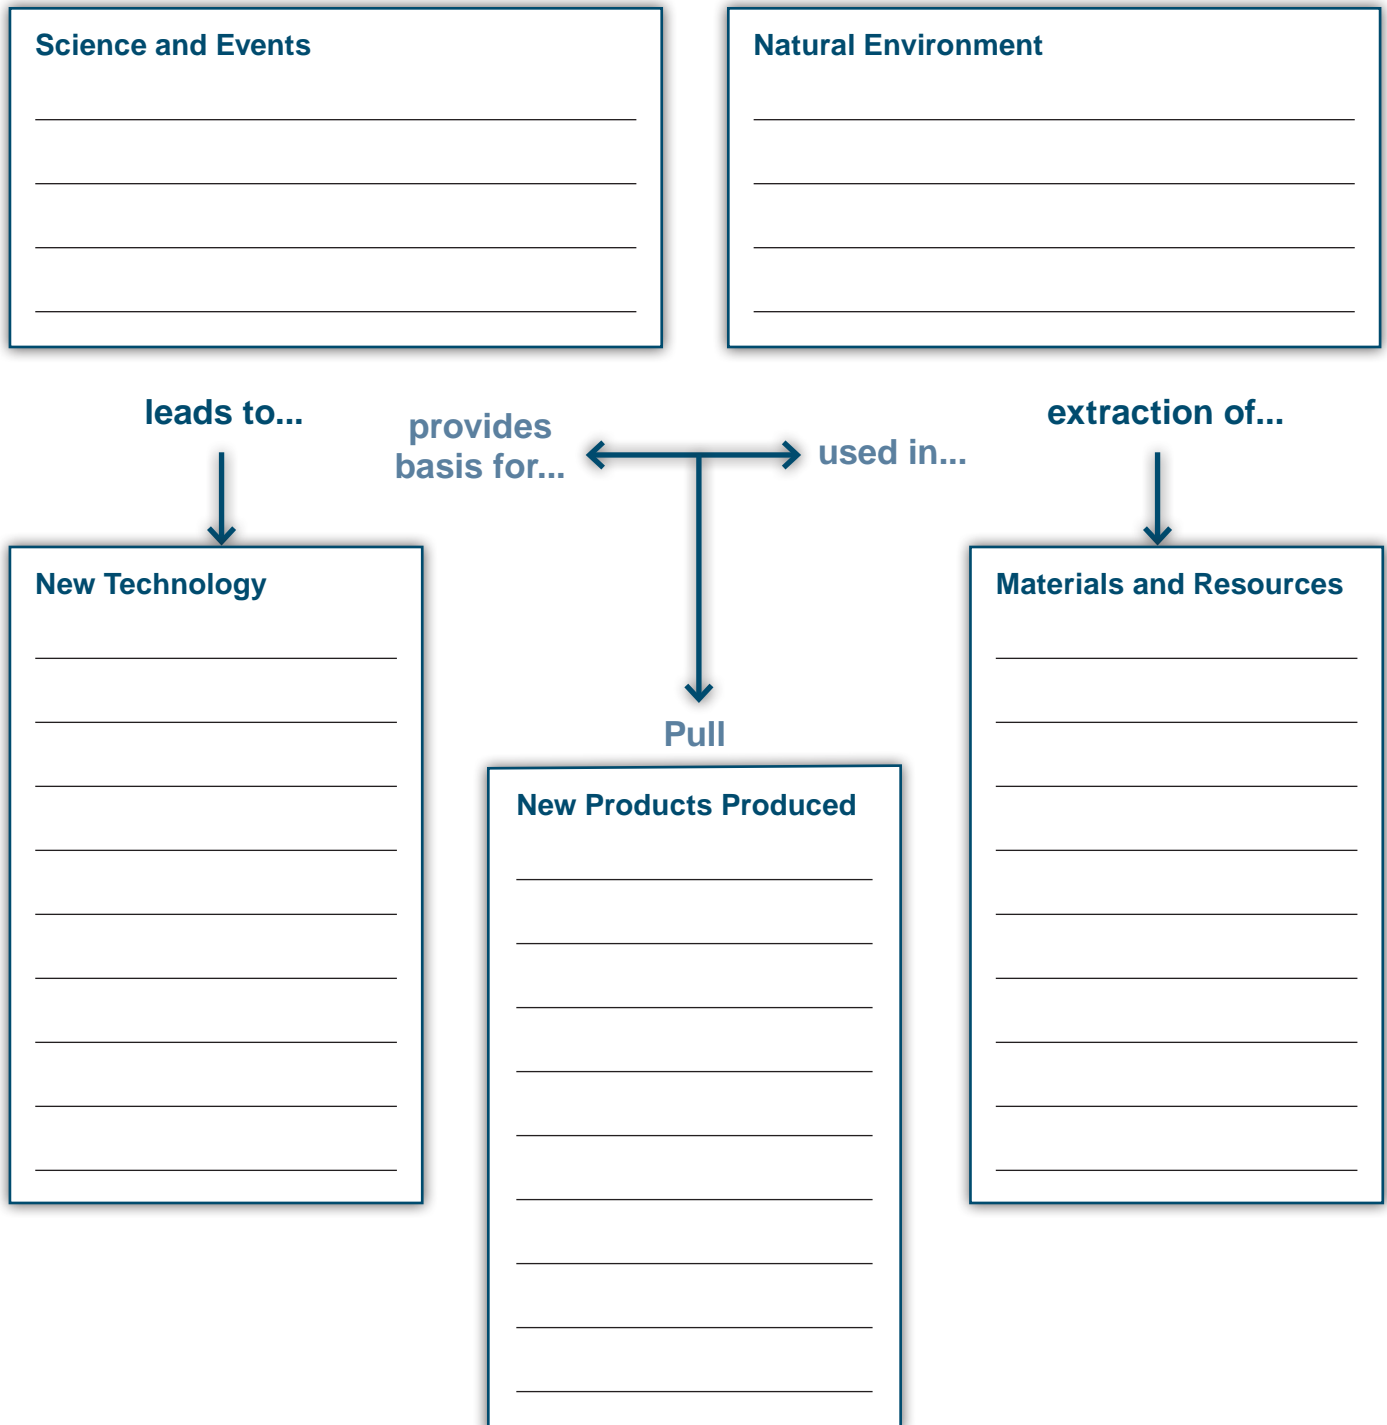 Science and Events
Natural Environment
leads to...
provides
basis for...
used in...
extraction of...
New Technology
Materials and Resources
Pull
New Products Produced